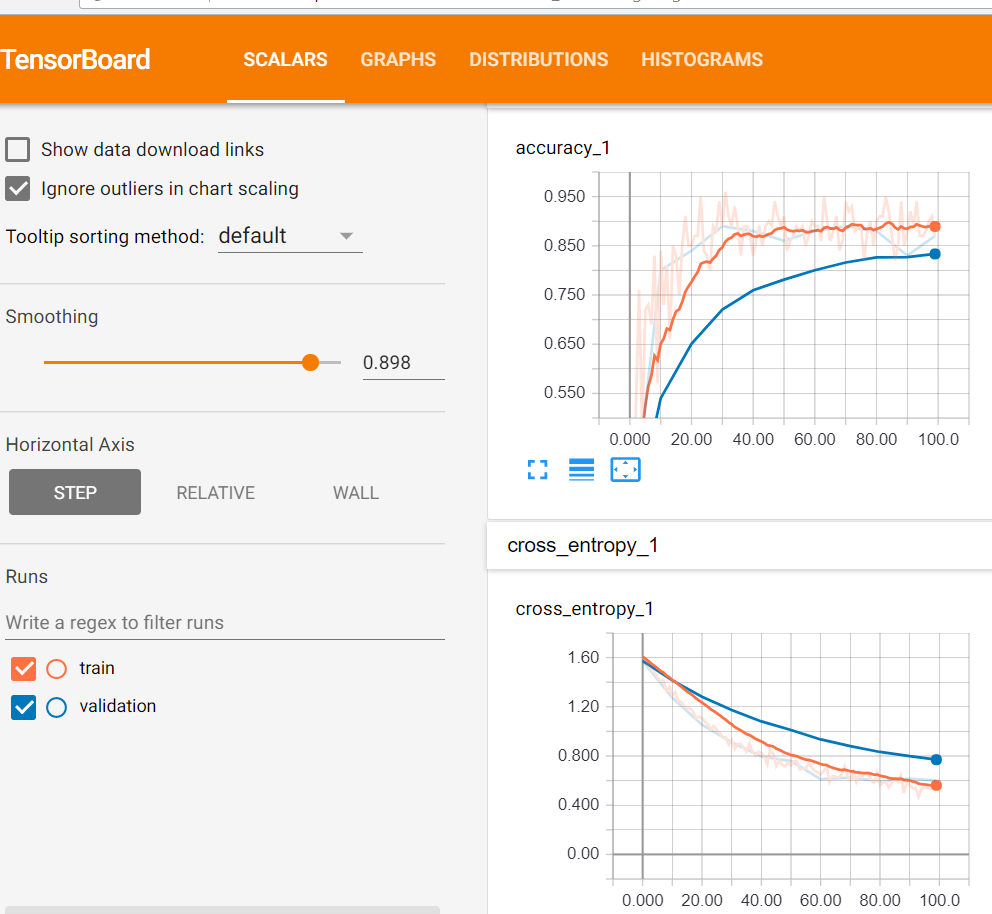 TensorBoard SCALARS GRAPHS DISTRIBUTIONS HISTOGRAMS
Show data download links
Ignore outliers in chart scaling
Tooltip sorting method: default
Smoothing
0.898
Horizontal Axis
STEP RELATIVE WALL
Runs
Write a regex to filter runs
train
validation
accuracy_1
0.950
0.850
0.750
0.650
0.550
0.000 20.00 40.00 60.00 80.00 100.0
cross_entropy_1
cross_entropy_1
1.60
1.20
0.800
0.400
0.00
0.000 20.00 40.00 60.00 80.00 100.0